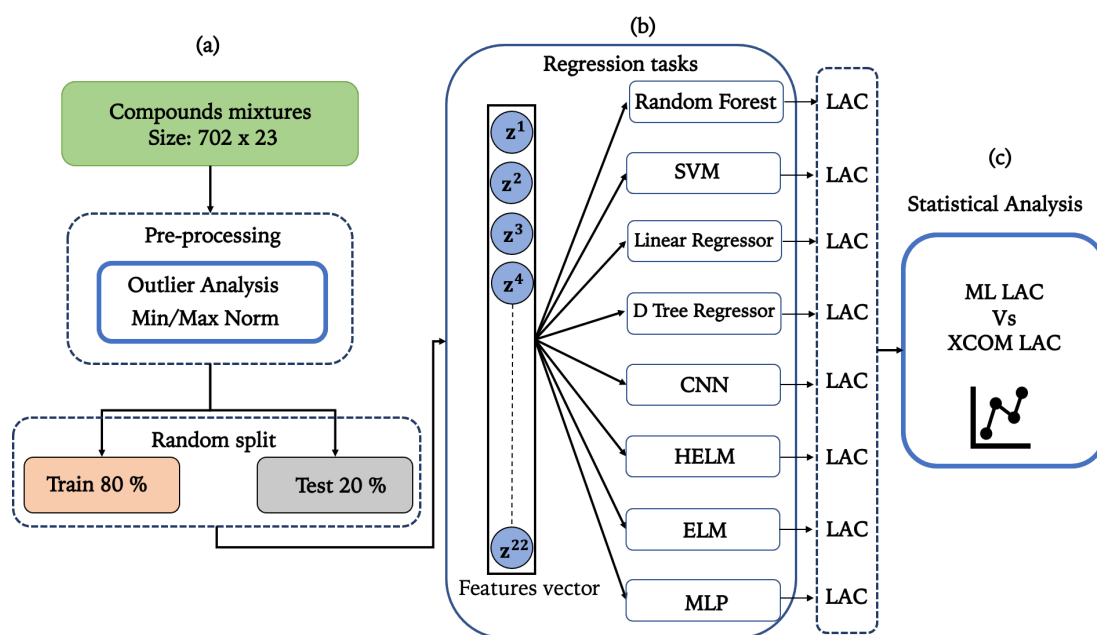 (a)
Compounds mixtures
Size: 702 x 23
Pre-processing
Outlier Analysis
Min/Max Norm
Random split
Train 80 %
Test 20 %
(b)
Regression tasks
z¹
z²
z³
z⁴
z²²
Features vector
Random Forest
SVM
Linear Regressor
D Tree Regressor
CNN
HELM
ELM
MLP
LAC
LAC
LAC
LAC
LAC
LAC
LAC
LAC
(c)
Statistical Analysis
ML LAC
Vs
XCOM LAC